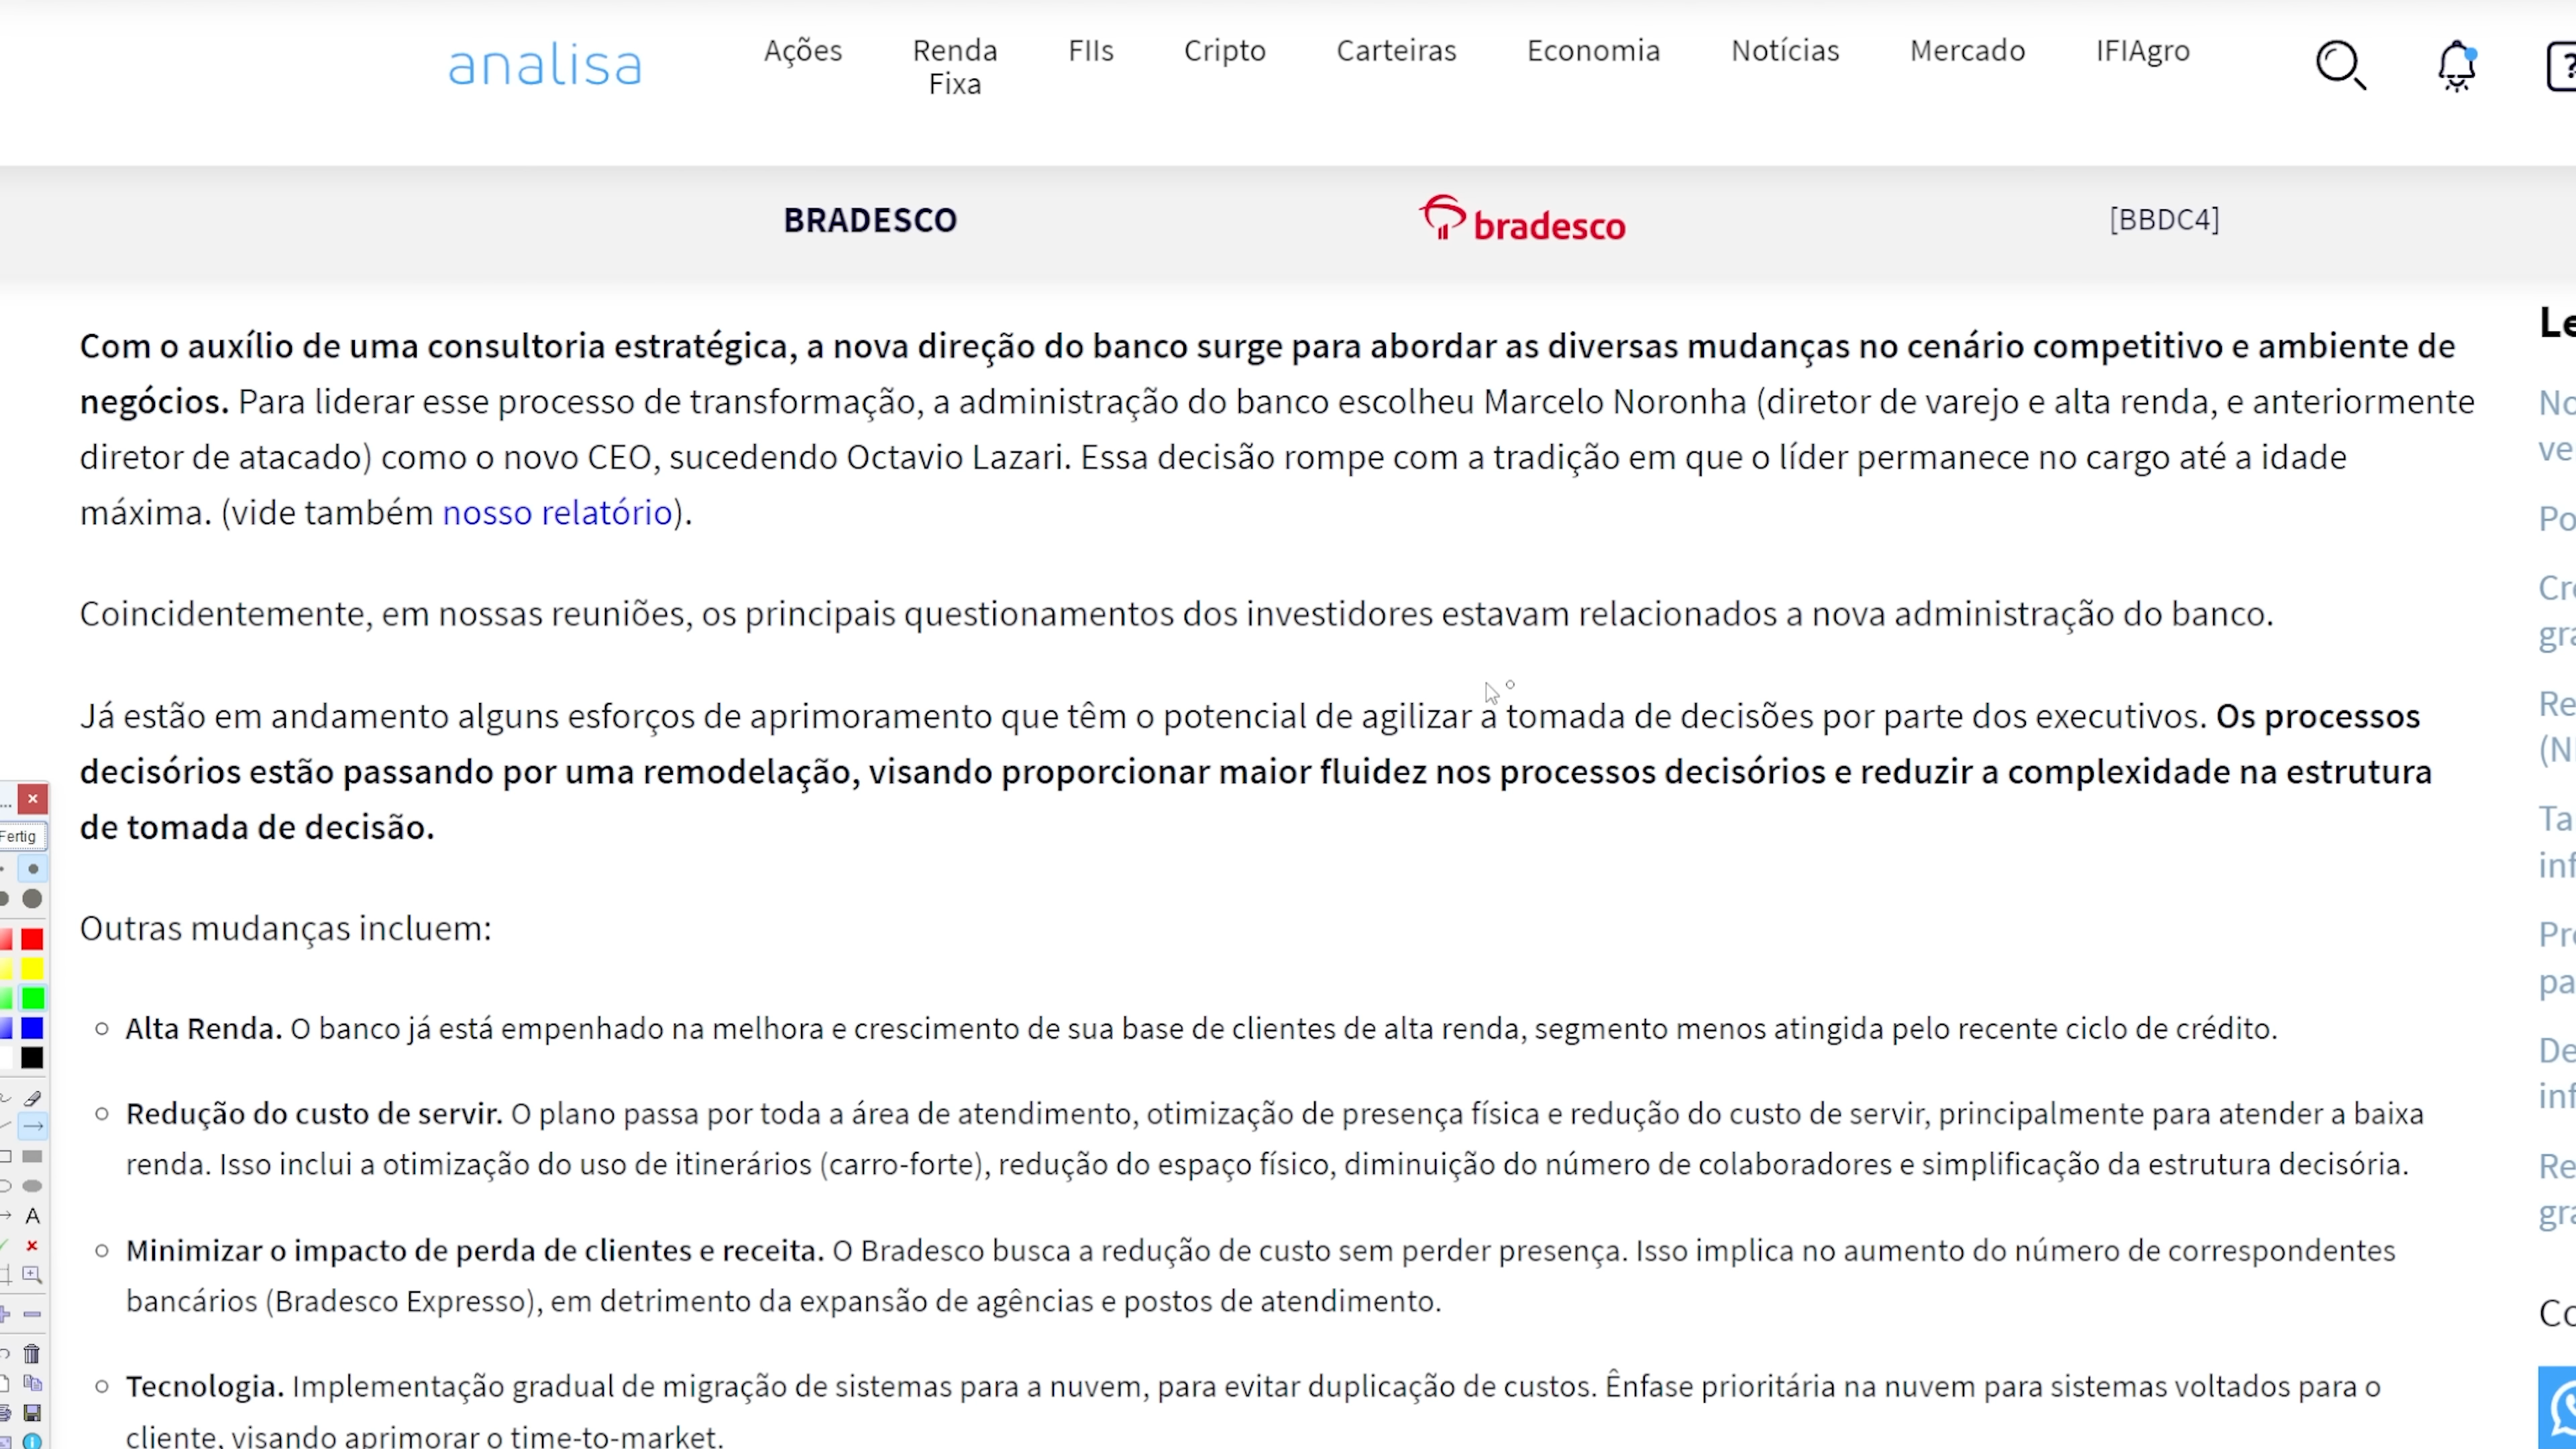 analisa
Ações
Renda
Fixa
FIIs
Cripto
Carteiras
Economia
Notícias
Mercado
IFIAgro
BRADESCO
bradesco
[BBDC4]
Com o auxílio de uma consultoria estratégica, a nova direção do banco surge para abordar as diversas mudanças no cenário competitivo e ambiente de
negócios. Para liderar esse processo de transformação, a administração do banco escolheu Marcelo Noronha (diretor de varejo e alta renda, e anteriormente
diretor de atacado) como o novo CEO, sucedendo Octavio Lazari. Essa decisão rompe com a tradição em que o líder permanece no cargo até a idade
máxima. (vide também nosso relatório).
Coincidentemente, em nossas reuniões, os principais questionamentos dos investidores estavam relacionados a nova administração do banco.
Já estão em andamento alguns esforços de aprimoramento que têm o potencial de agilizar a tomada de decisões por parte dos executivos. Os processos
decisórios estão passando por uma remodelação, visando proporcionar maior fluidez nos processos decisórios e reduzir a complexidade na estrutura
de tomada de decisão.
Outras mudanças incluem:
Alta Renda. O banco já está empenhado na melhora e crescimento de sua base de clientes de alta renda, segmento menos atingida pelo recente ciclo de crédito.
Redução do custo de servir. O plano passa por toda a área de atendimento, otimização de presença física e redução do custo de servir, principalmente para atender a baixa
renda. Isso inclui a otimização do uso de itinerários (carro-forte), redução do espaço físico, diminuição do número de colaboradores e simplificação da estrutura decisória.
Minimizar o impacto de perda de clientes e receita. O Bradesco busca a redução de custo sem perder presença. Isso implica no aumento do número de correspondentes
bancários (Bradesco Expresso), em detrimento da expansão de agências e postos de atendimento.
Tecnologia. Implementação gradual de migração de sistemas para a nuvem, para evitar duplicação de custos. Ênfase prioritária na nuvem para sistemas voltados para o
cliente, visando aprimorar o time-to-market.
Fertig
A